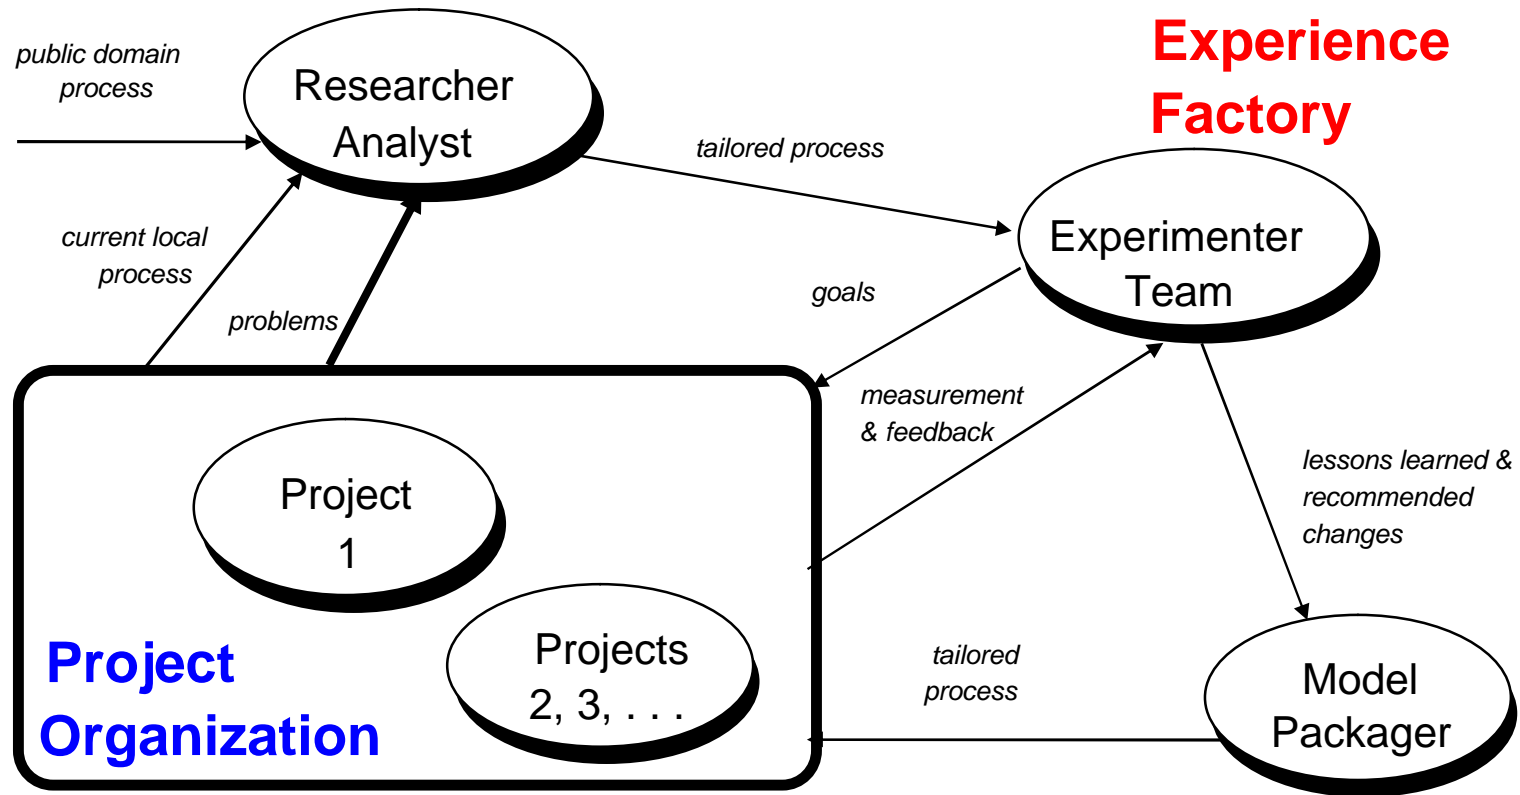 public domain
process
Researcher
Analyst
Experience
Factory
tailored process
current local
process
problems
goals
Experimenter
Team
measurement
& feedback
lessons learned &
recommended
changes
Project
1
Projects
2, 3, . . .
Project
Organization
tailored
process
Model
Packager